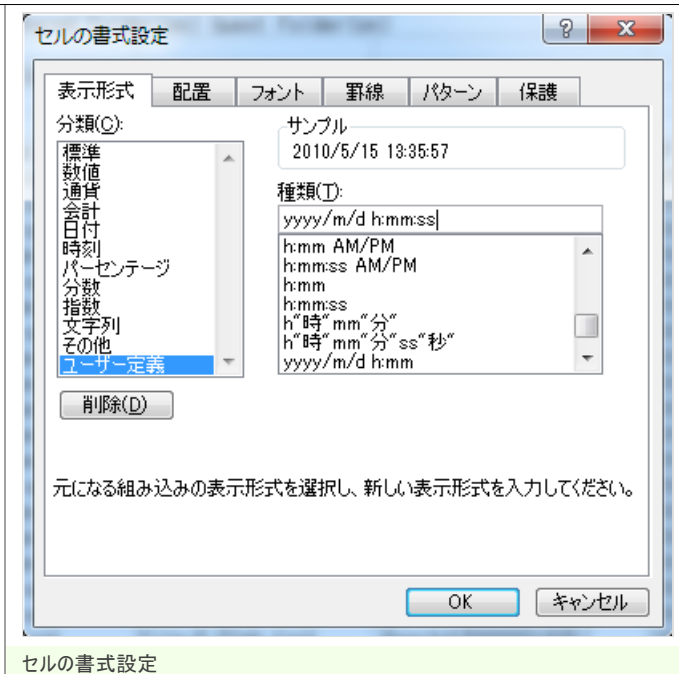 セルの書式設定
表示形式 配置 フォント 罫線 パターン 保護
分類(C):
標準
数値
通貨
会計
日付
時刻
パーセンテージ
分数
指数
文字列
その他
ユーザー定義
削除(D)
サンプル
2010/5/15 13:35:57
種類(T):
yyyy/m/d h:mm:ss
h:mm AM/PM
h:mm:ss AM/PM
h:mm
h:mm:ss
h"時"mm"分"
h"時"mm"分"ss"秒"
yyyy/m/d h:mm
元になる組み込みの表示形式を選択し、新しい表示形式を入力してください。
OK キャンセル
セルの書式設定